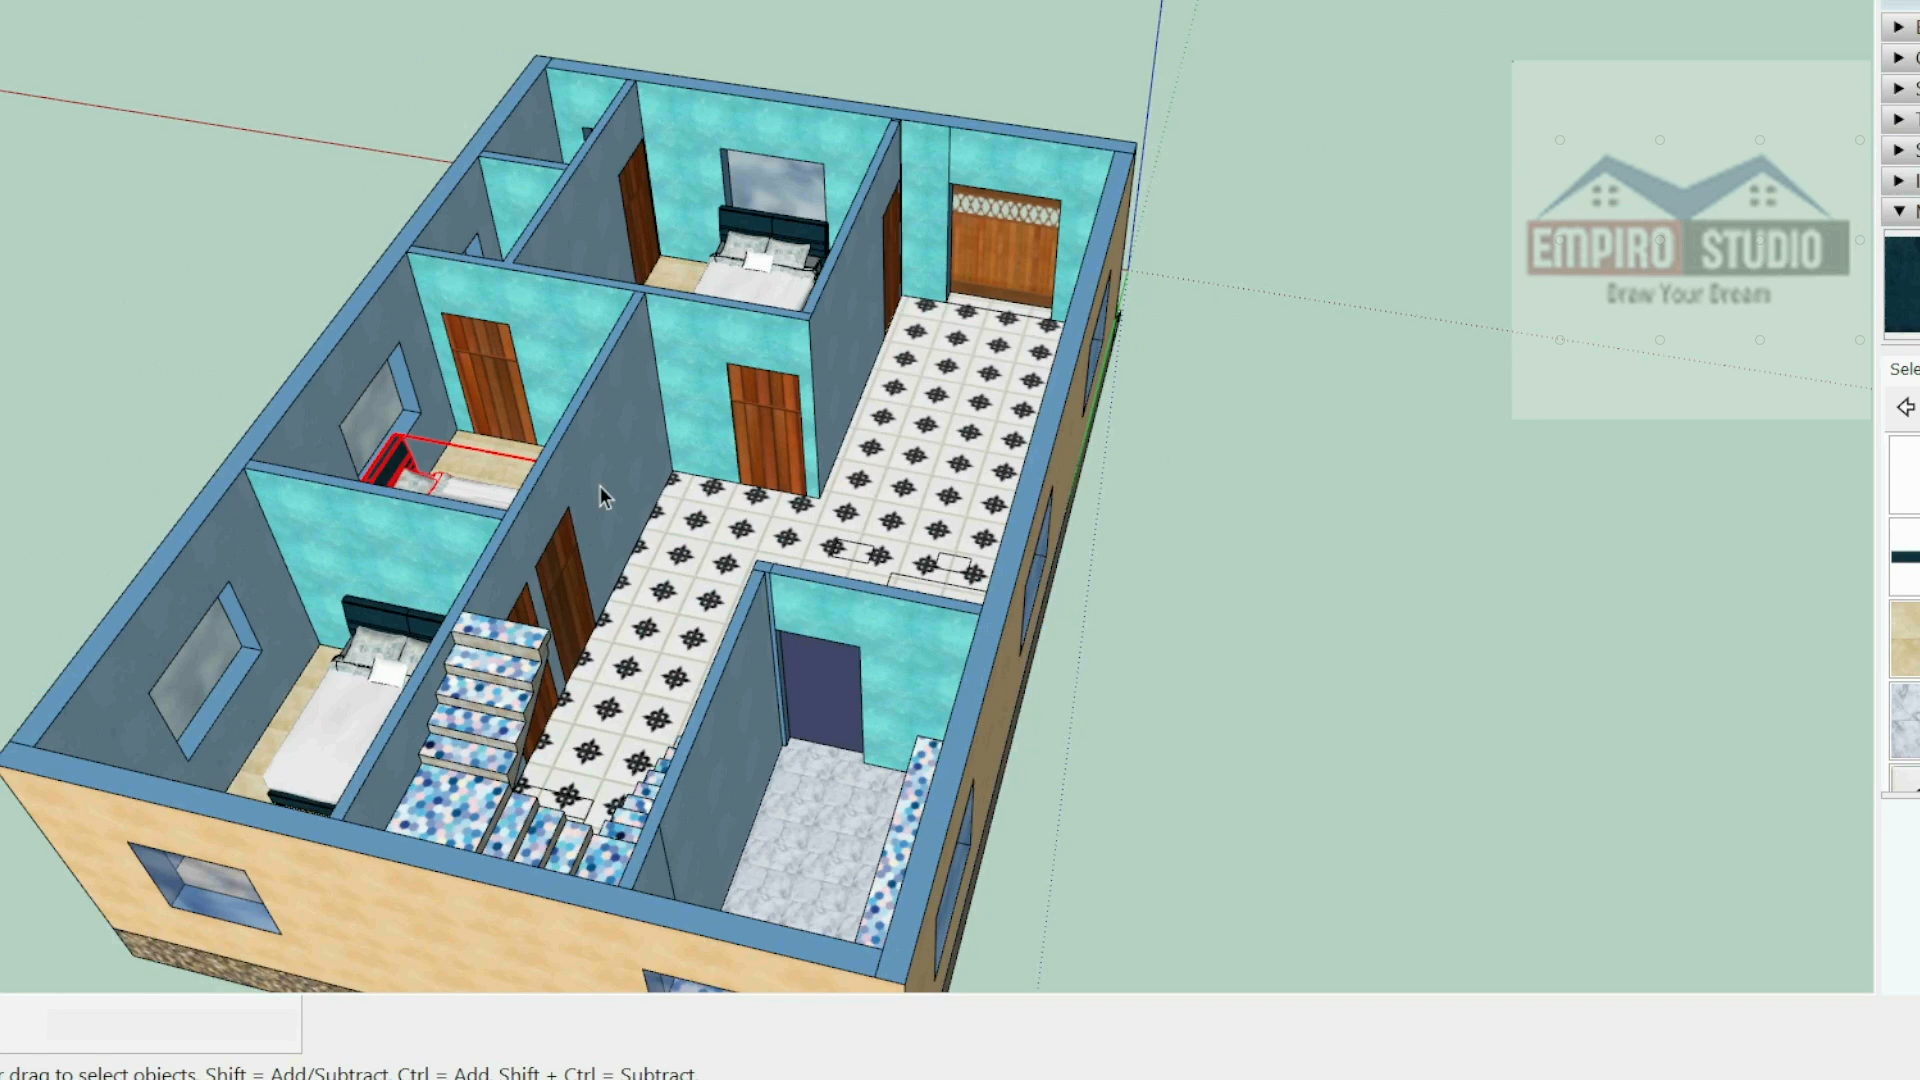 EMPIRO STUDIO
Draw Your Dream
Sele
drag to select objects. Shift = Add/Subtract. Ctrl = Add. Shift + Ctrl = Subtract.